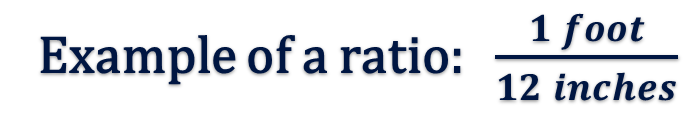 Example of a ratio:
1 foot
12 inches